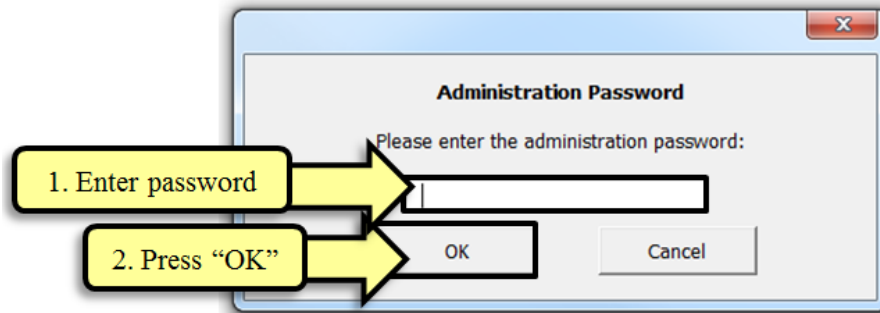 Administration Password
Please enter the administration password:
1. Enter password
2. Press “OK”
OK
Cancel